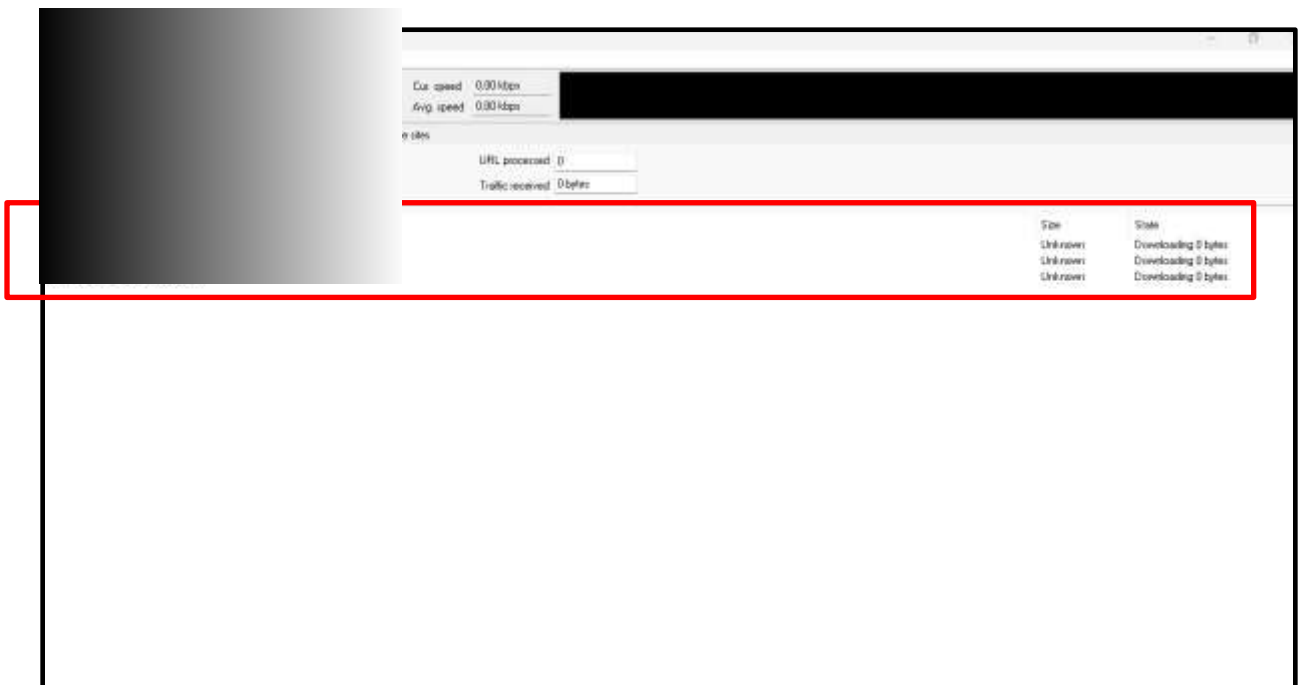 Cur. speed 0.00 kbps
Avg. speed 0.00 kbps
e sites
URL processed 0
Traffic received 0 bytes
Size State
Unknown Downloading 0 bytes
Unknown Downloading 0 bytes
Unknown Downloading 0 bytes